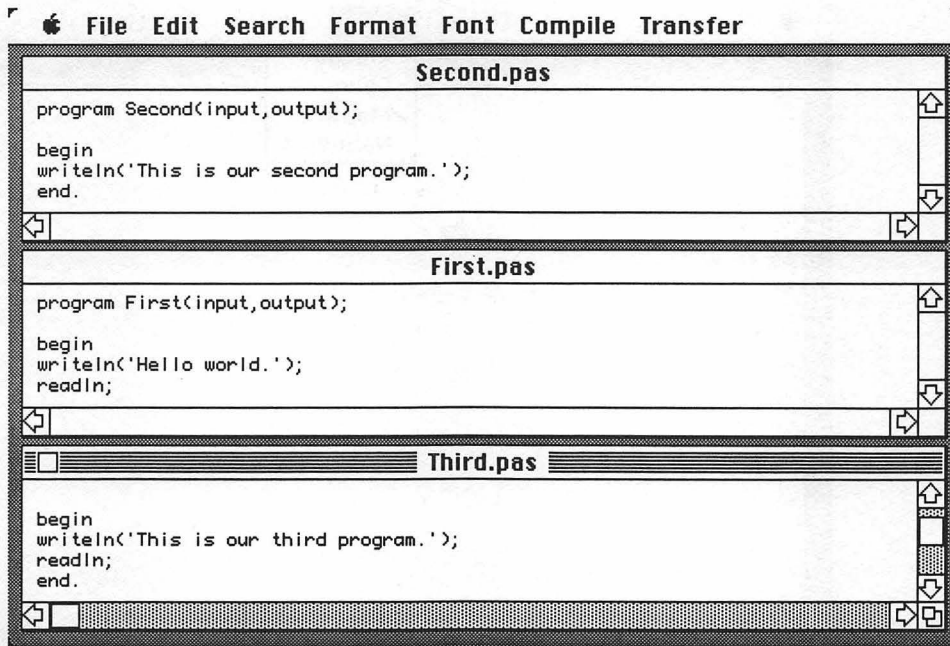 File Edit Search Format Font Compile Transfer
Second.pas
program Second(input,output);
begin
writeln('This is our second program.');
end.
First.pas
program First(input,output);
begin
writeln('Hello world.');
readln;
Third.pas
begin
writeln('This is our third program.');
readln;
end.